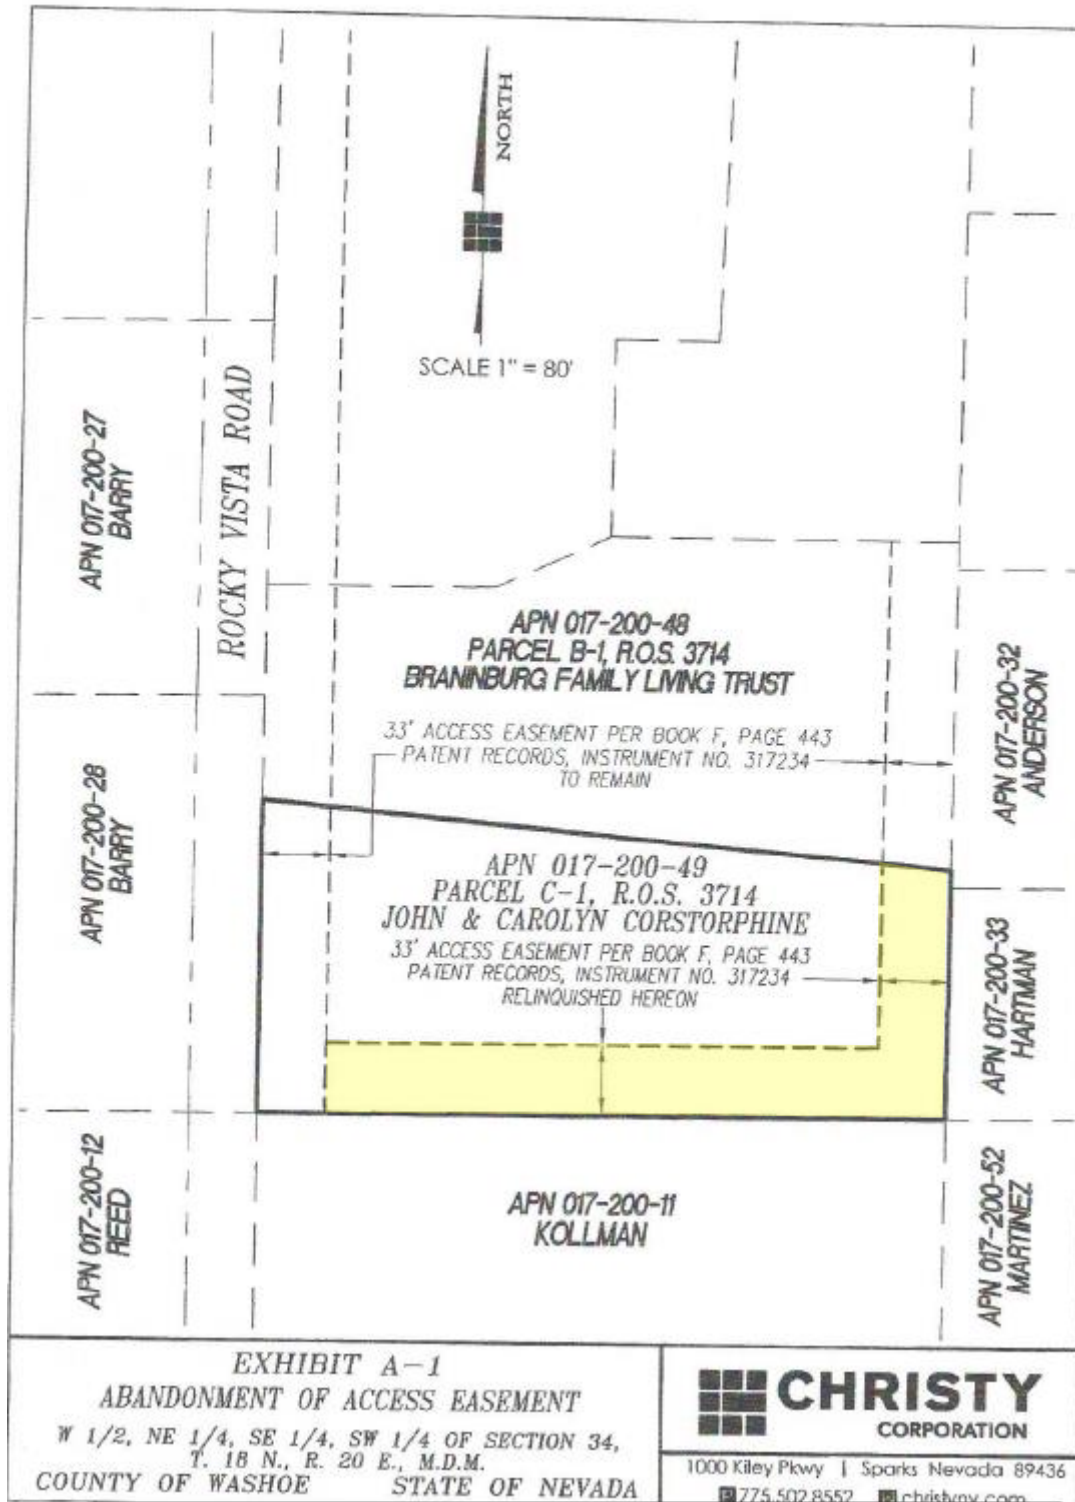 NORTH
SCALE 1" = 80'
APN 017-200-27
BARRY
ROCKY VISTA ROAD
APN 017-200-48
PARCEL B-1, R.O.S. 3714
BRANINBURG FAMILY LIVING TRUST
33' ACCESS EASEMENT PER BOOK F, PAGE 443
PATENT RECORDS, INSTRUMENT NO. 317234
TO REMAIN
APN 017-200-32
ANDERSON
APN 017-200-28
BARRY
APN 017-200-49
PARCEL C-1, R.O.S. 3714
JOHN & CAROLYN CORSTORPHINE
33' ACCESS EASEMENT PER BOOK F, PAGE 443
PATENT RECORDS, INSTRUMENT NO. 317234
RELINQUISHED HEREON
APN 017-200-33
HARTMAN
APN 017-200-12
REED
APN 017-200-11
KOLLMAN
APN 017-200-52
MARTINEZ
EXHIBIT A-1
ABANDONMENT OF ACCESS EASEMENT
W 1/2, NE 1/4, SE 1/4, SW 1/4 OF SECTION 34,
T. 18 N., R. 20 E., M.D.M.
COUNTY OF WASHOE STATE OF NEVADA
CHRISTY
CORPORATION
1000 Kiley Pkwy | Sparks Nevada 89436
775.502.8552 christynv.com